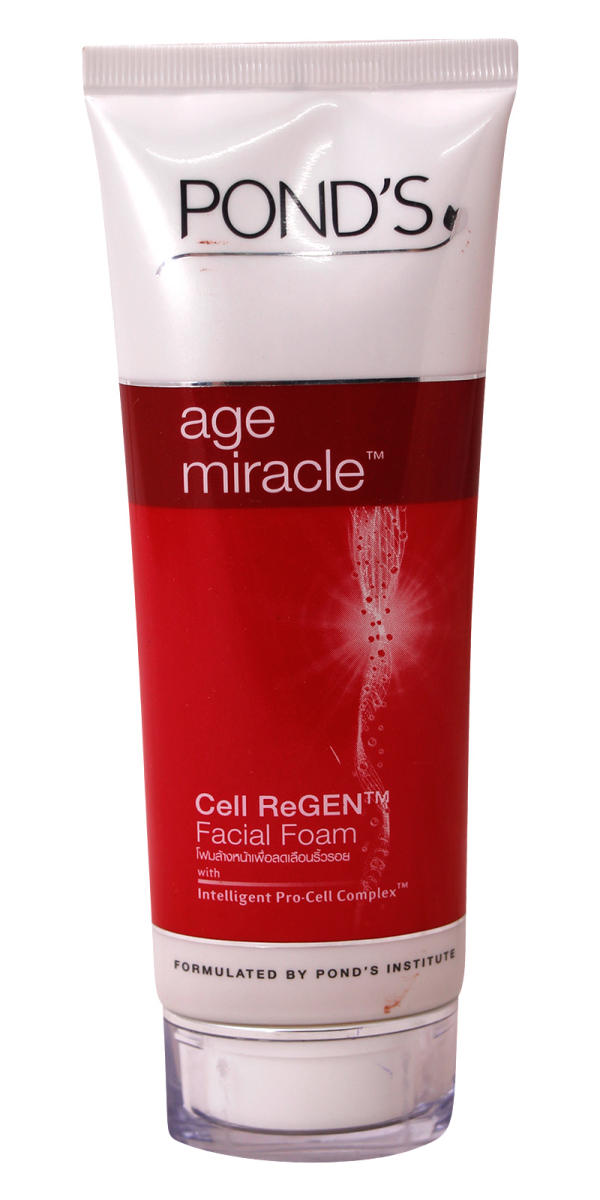 POND'S
age
miracle™
Cell ReGEN™
Facial Foam
โฟมล้างหน้าเพื่อลดเลือนริ้วรอย
with
Intelligent Pro-Cell Complex™
FORMULATED BY POND'S INSTITUTE